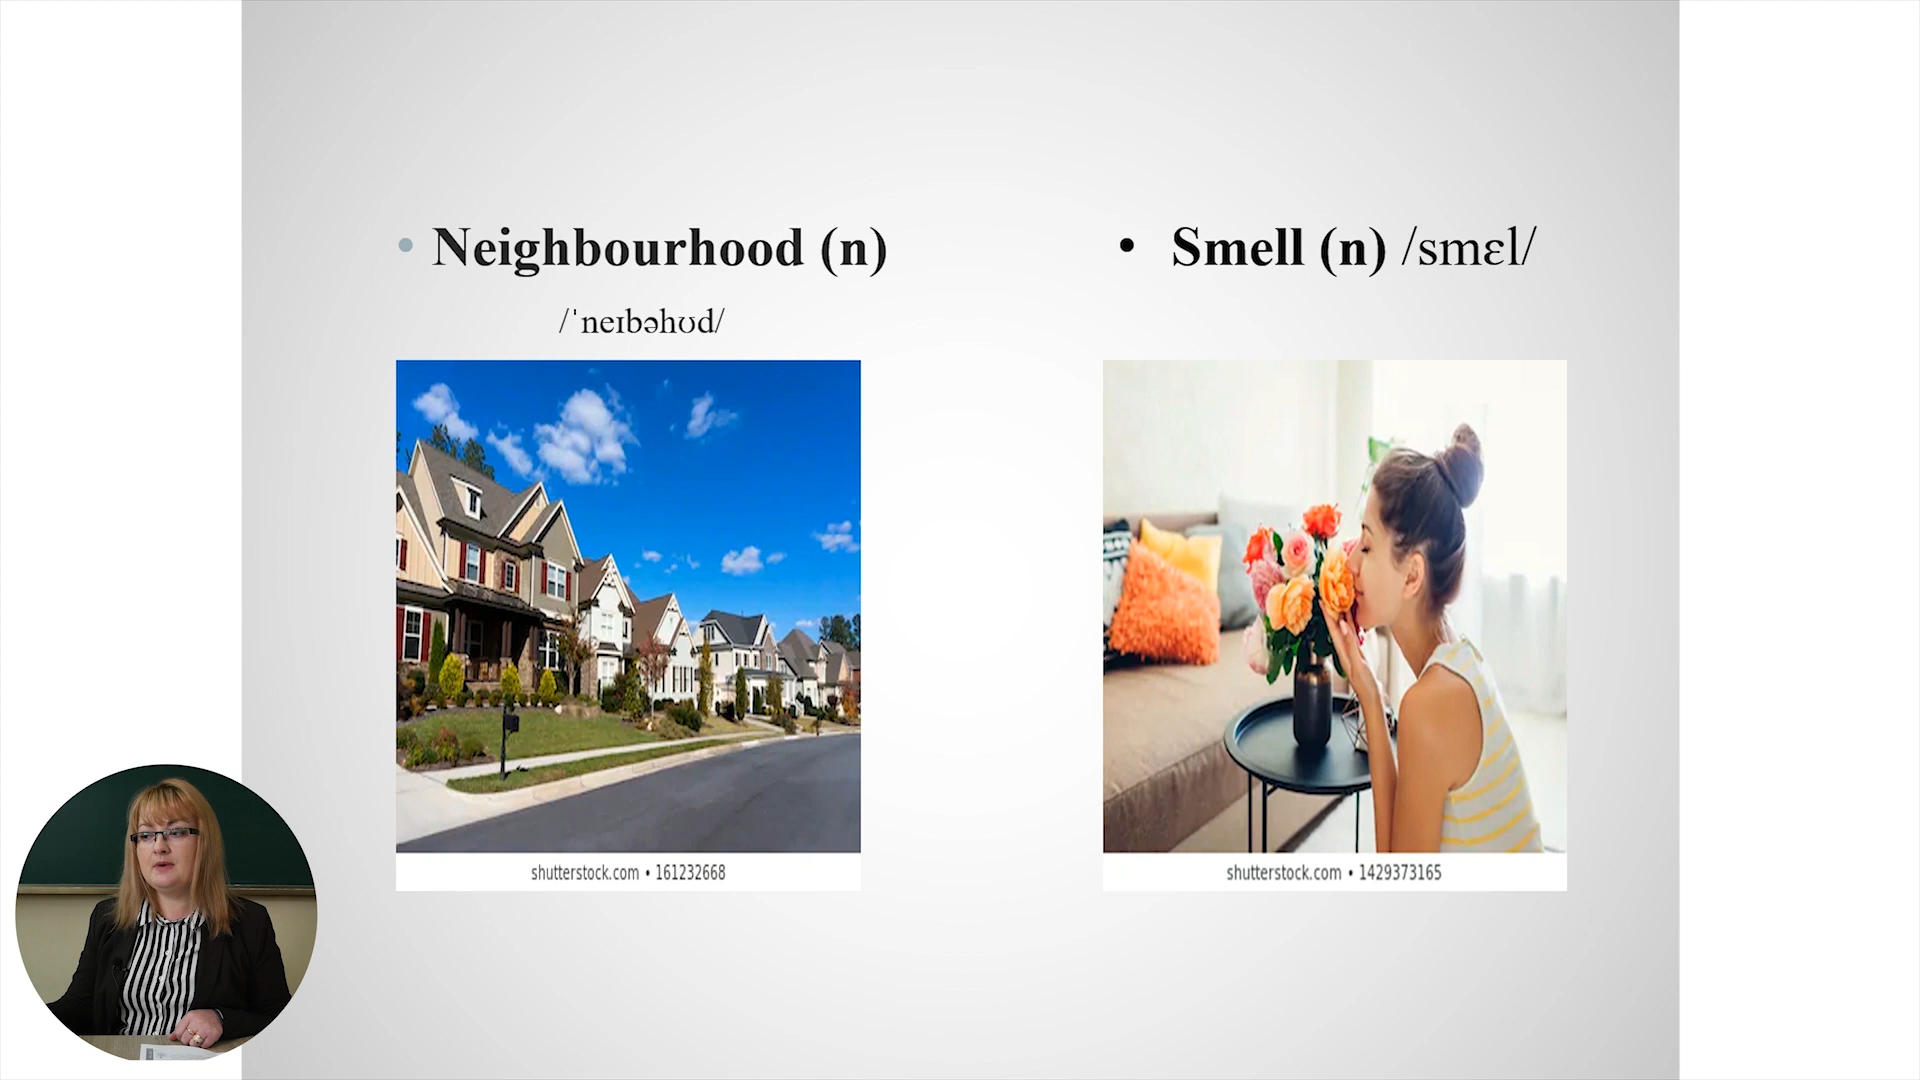 • Neighbourhood (n)
/ˈneɪbəhʊd/
shutterstock.com • 161232668
• Smell (n) /smɛl/
shutterstock.com • 1429373165